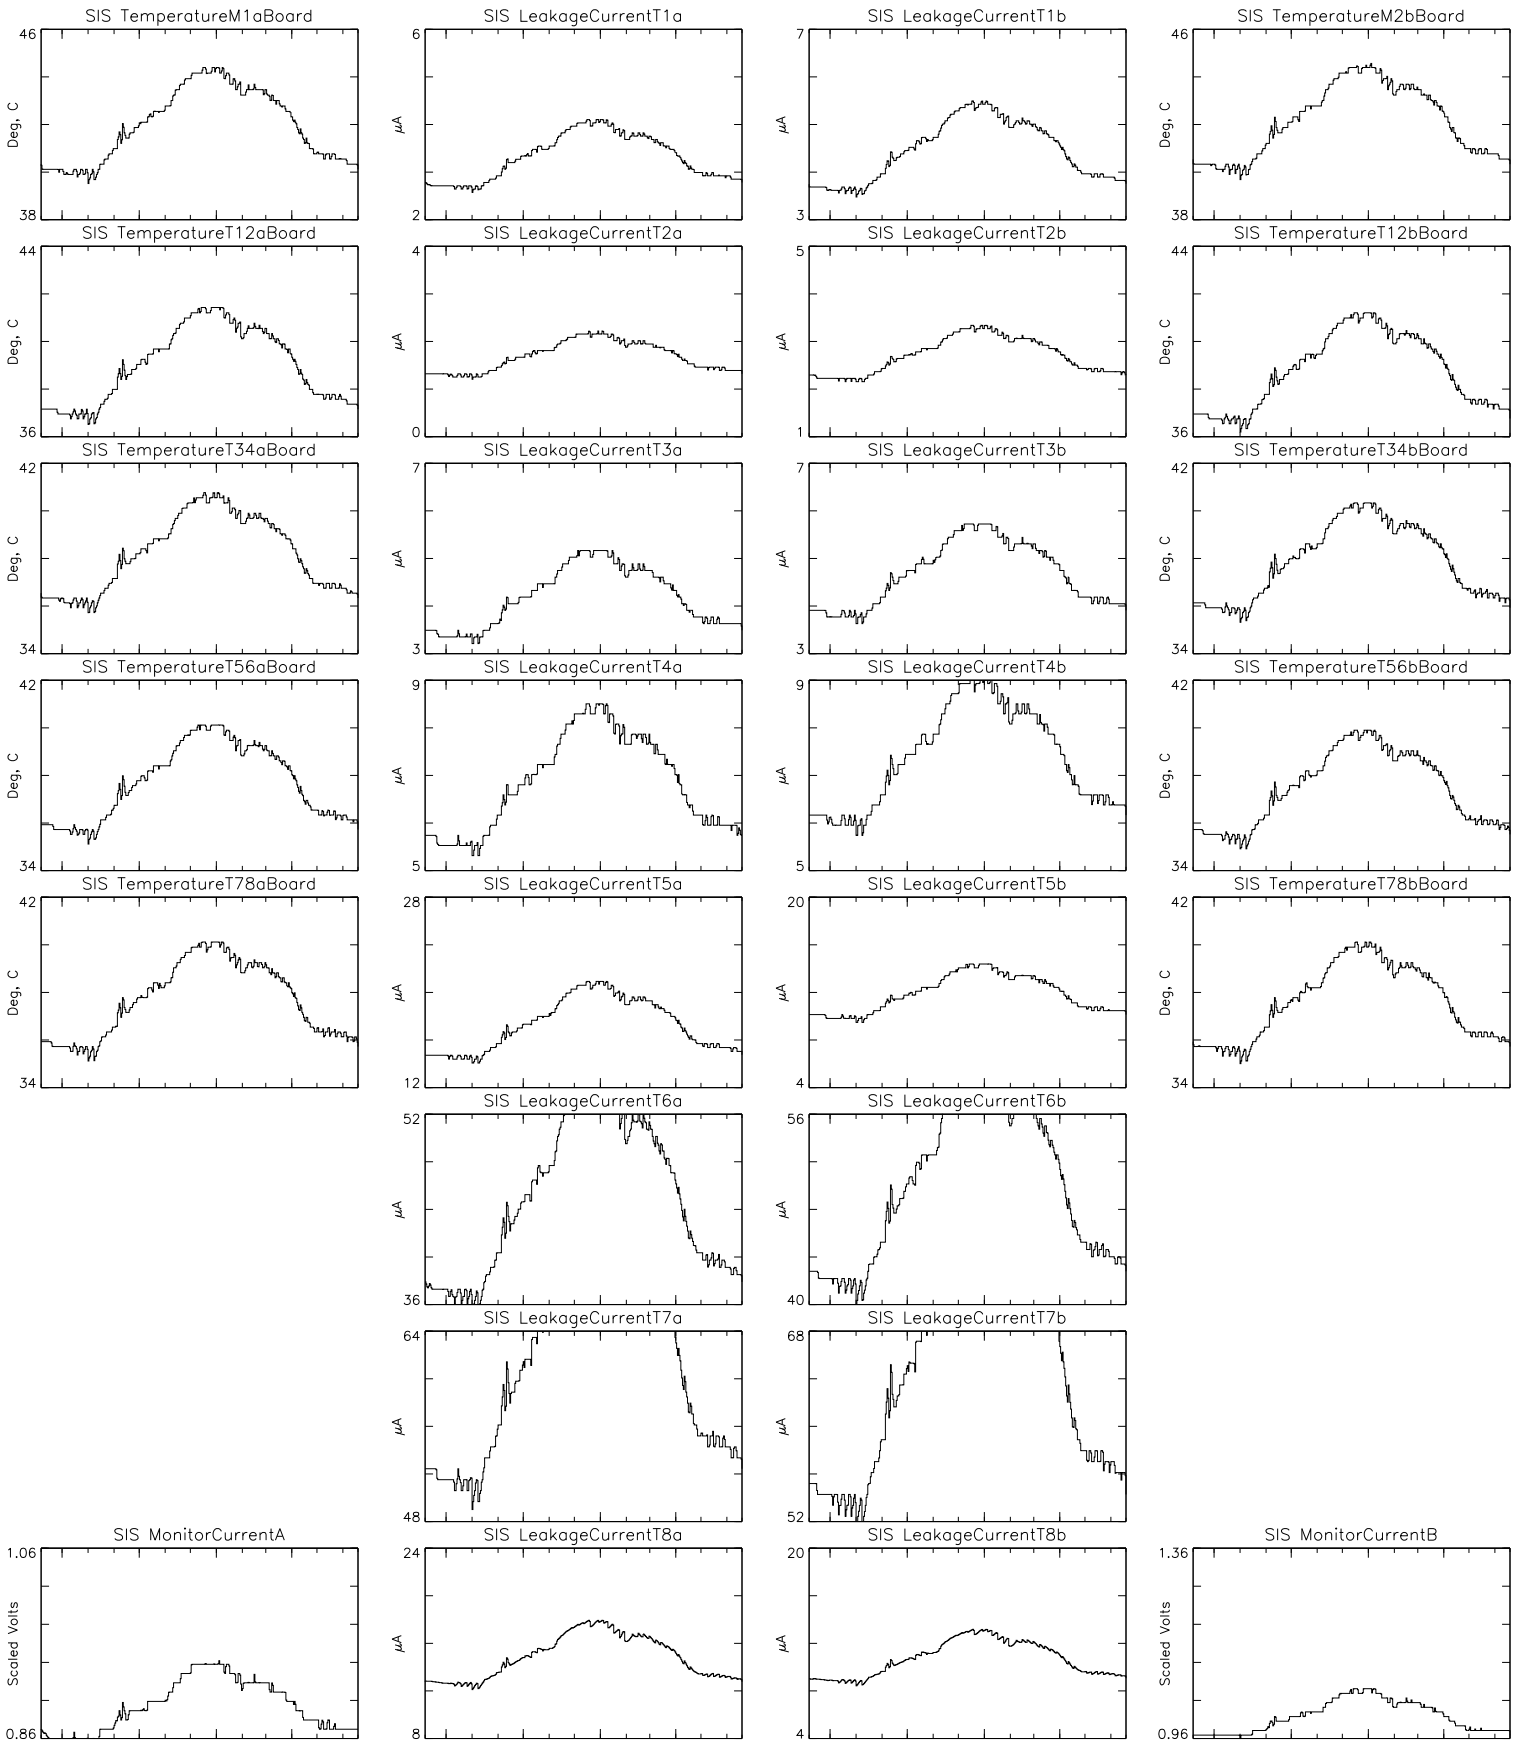 SIS TemperatureM1aBoard SIS LeakageCurrentT1a SIS LeakageCurrentT1b SIS TemperatureM2bBoard
46 6 7 46
Deg, C μA μA Deg, C
38 2 3 38
SIS TemperatureT12aBoard SIS LeakageCurrentT2a SIS LeakageCurrentT2b SIS TemperatureT12bBoard
44 4 5 44
Deg, C μA μA Deg, C
36 0 1 36
SIS TemperatureT34aBoard SIS LeakageCurrentT3a SIS LeakageCurrentT3b SIS TemperatureT34bBoard
42 7 7 42
Deg, C μA μA Deg, C
34 3 3 34
SIS TemperatureT56aBoard SIS LeakageCurrentT4a SIS LeakageCurrentT4b SIS TemperatureT56bBoard
42 9 9 42
Deg, C μA μA Deg, C
34 5 5 34
SIS TemperatureT78aBoard SIS LeakageCurrentT5a SIS LeakageCurrentT5b SIS TemperatureT78bBoard
42 28 20 42
Deg, C μA μA Deg, C
34 12 4 34
SIS LeakageCurrentT6a SIS LeakageCurrentT6b
52 56
μA μA
36 40
SIS LeakageCurrentT7a SIS LeakageCurrentT7b
64 68
μA μA
48 52
SIS MonitorCurrentA SIS LeakageCurrentT8a SIS LeakageCurrentT8b SIS MonitorCurrentB
1.06 24 20 1.36
Scaled Volts μA μA Scaled Volts
0.86 8 4 0.96